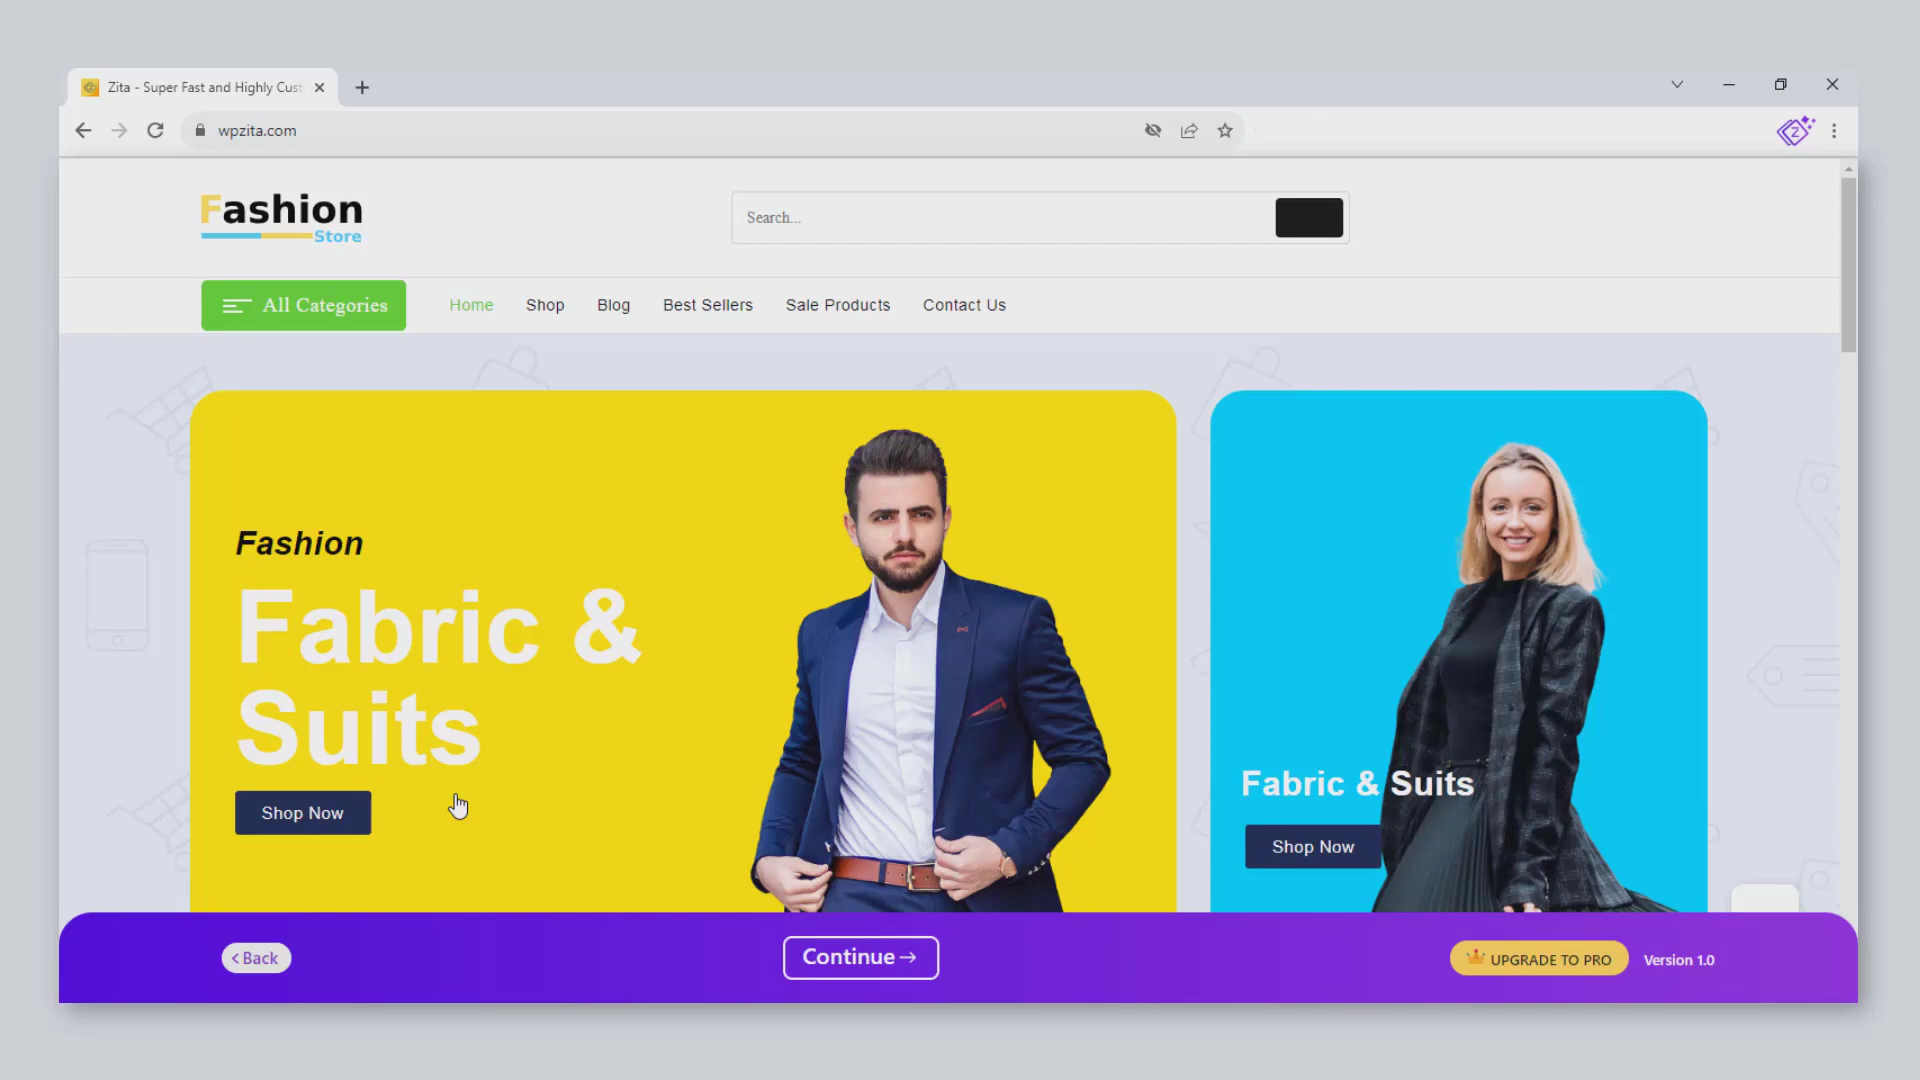 Zita - Super Fast and Highly Cust
wpzita.com
Fashion
Store
Search...
All Categories
Home
Shop
Blog
Best Sellers
Sale Products
Contact Us
Fashion
Fabric &
Suits
Shop Now
Fabric & Suits
Shop Now
< Back
Continue→
UPGRADE TO PRO
Version 1.0